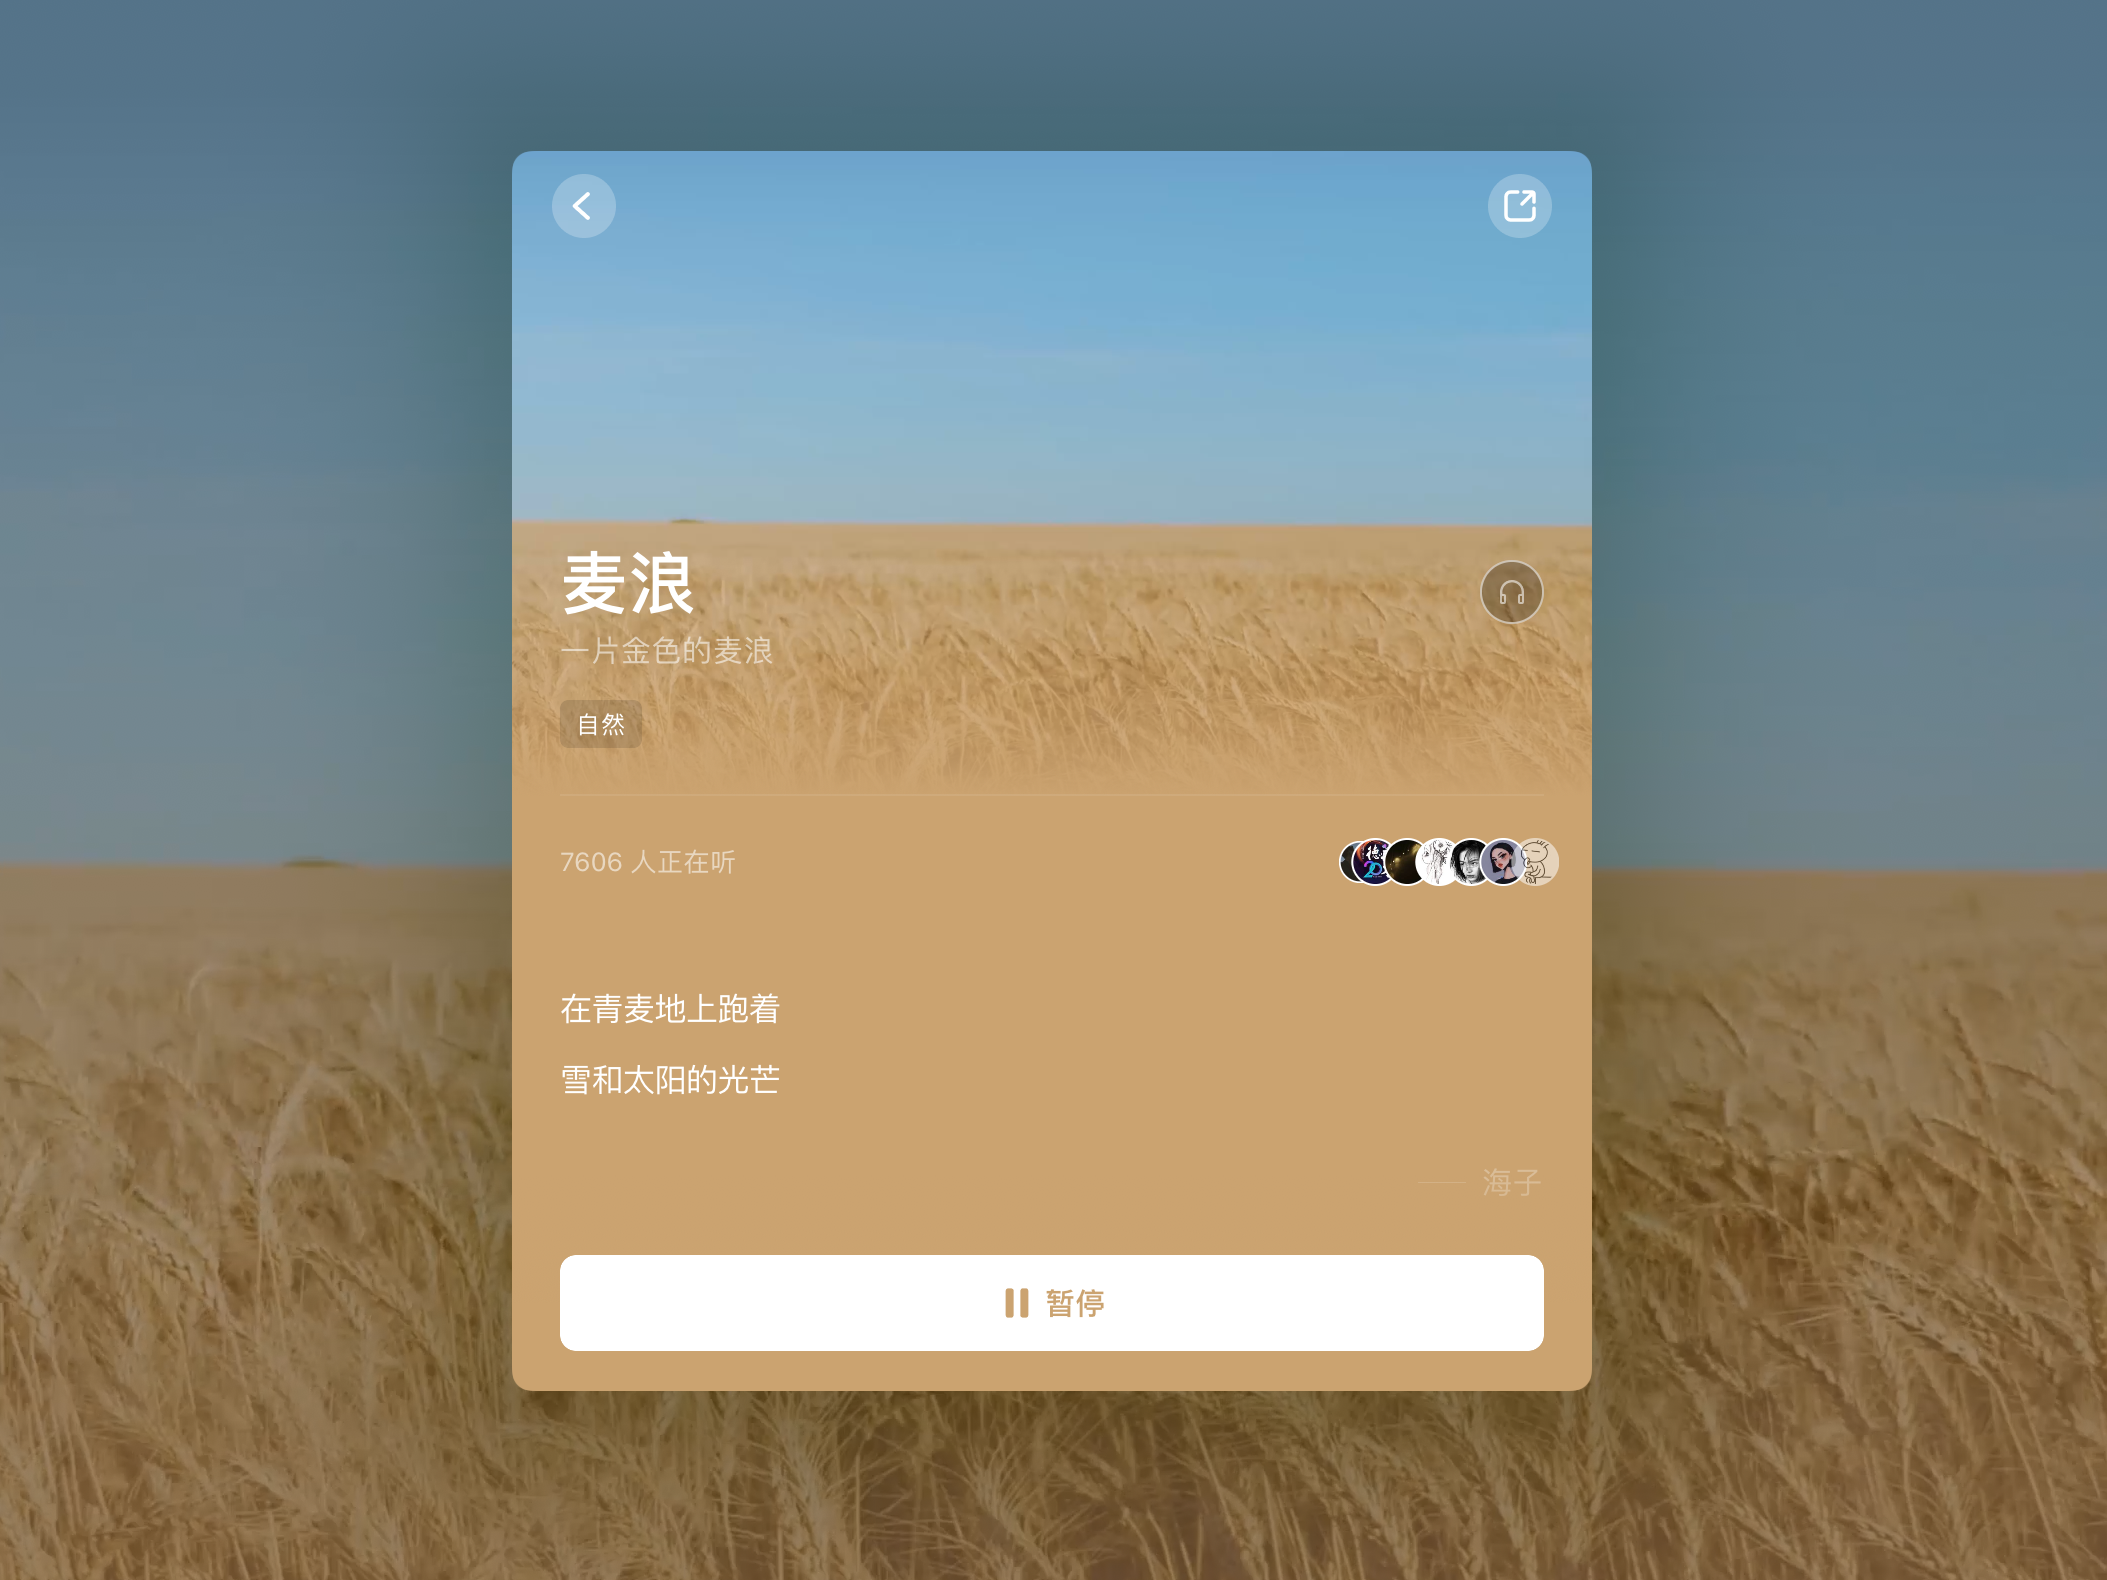 麦浪
一片金色的麦浪
自然
7606 人正在听
在青麦地上跑着
雪和太阳的光芒
—— 海子
暂停